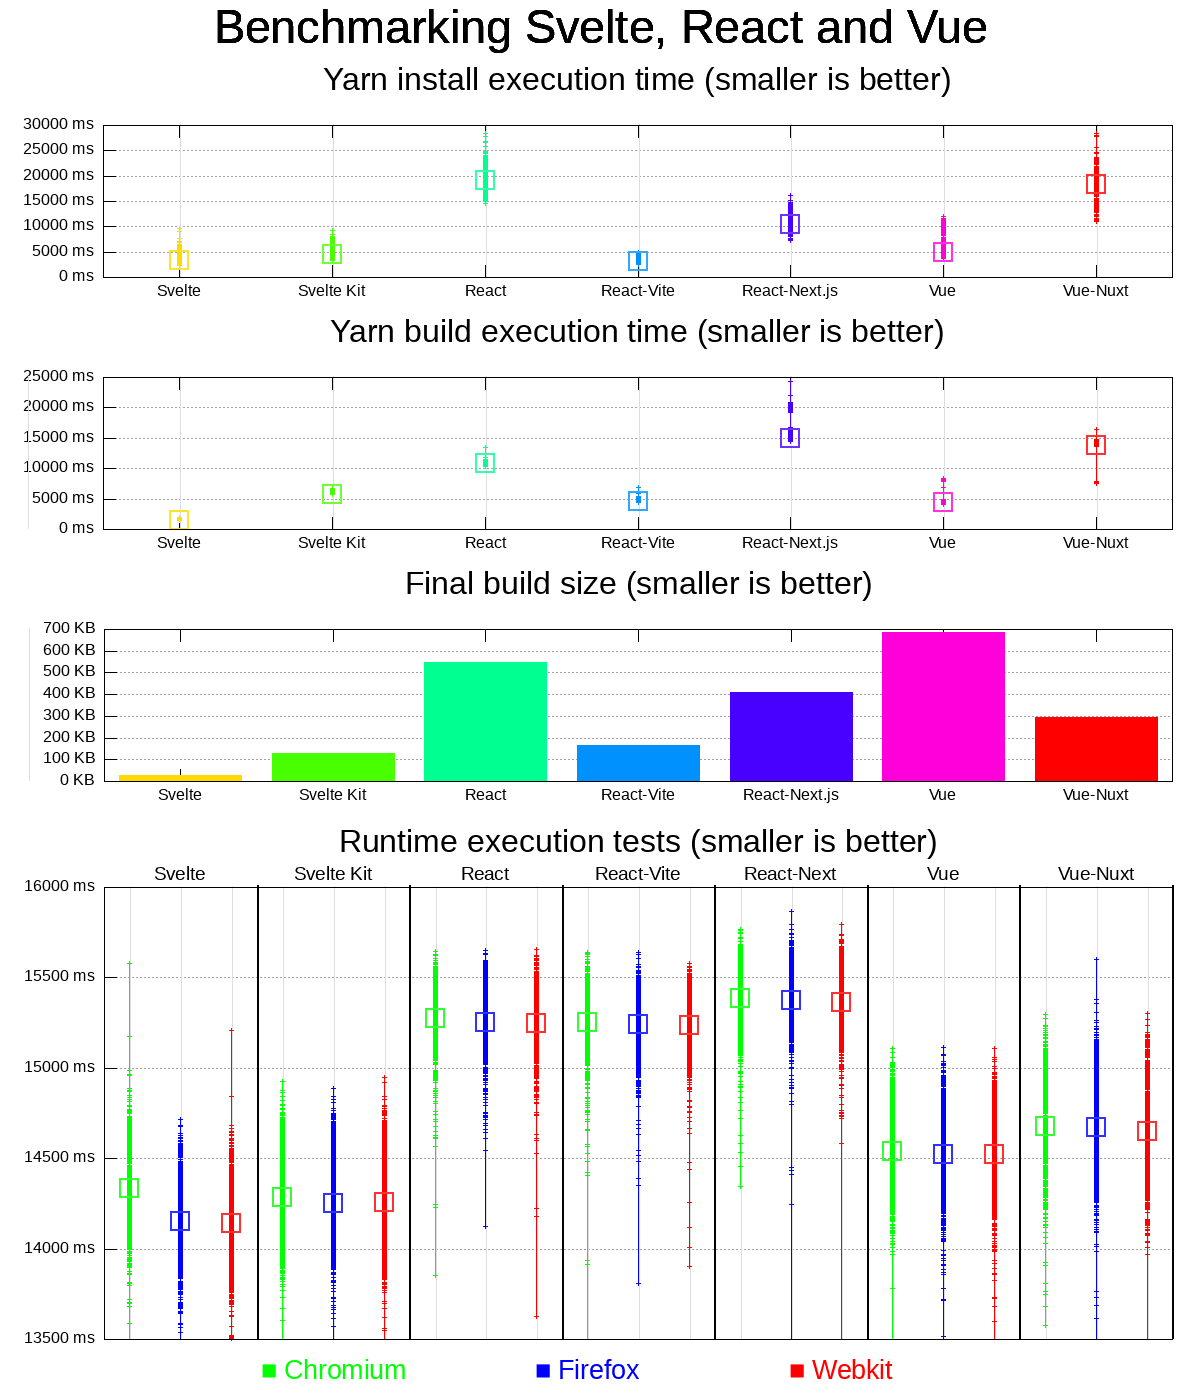 Benchmarking Svelte, React and Vue
Yarn install execution time (smaller is better)
30000 ms
25000 ms
20000 ms
15000 ms
10000 ms
5000 ms
0 ms
Svelte Svelte Kit React React-Vite React-Next.js Vue Vue-Nuxt
Yarn build execution time (smaller is better)
25000 ms
20000 ms
15000 ms
10000 ms
5000 ms
0 ms
Svelte Svelte Kit React React-Vite React-Next.js Vue Vue-Nuxt
Final build size (smaller is better)
700 KB
600 KB
500 KB
400 KB
300 KB
200 KB
100 KB
0 KB
Svelte Svelte Kit React React-Vite React-Next.js Vue Vue-Nuxt
Runtime execution tests (smaller is better)
Svelte Svelte Kit React React-Vite React-Next Vue Vue-Nuxt
16000 ms
15500 ms
15000 ms
14500 ms
14000 ms
13500 ms
Chromium Firefox Webkit